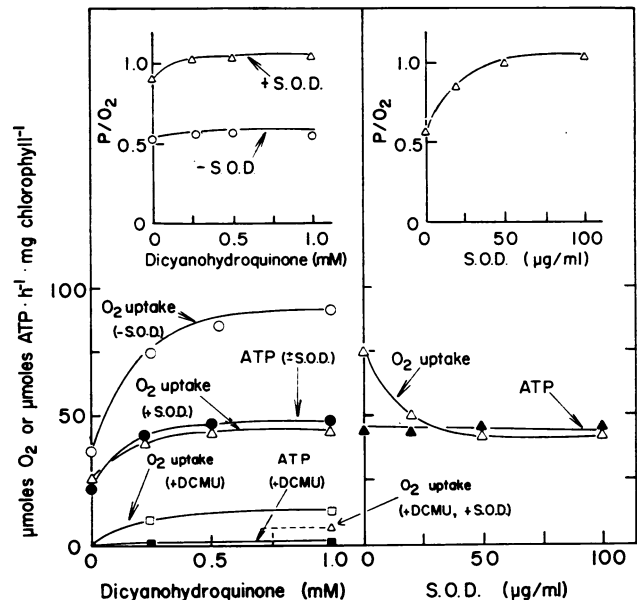 1.0
0.5
0
P/O2
+S.O.D.
-S.O.D
0 0.5 1.0
Dicyanohydroquinone (mM)
1.0
0.5
0
P/O2
0 50 100
S.O.D. (μg/ml)
μmoles O2 or μmoles ATP·h⁻¹·mg chlorophyll⁻¹
100
50
0
O2 uptake
(-S.O.D.)
ATP (±S.O.D.)
O2 uptake
(+S.O.D.)
O2 uptake
(+DCMU)
ATP
(+DCMU)
O2 uptake
ATP
O2 uptake
(+DCMU, +S.O.D.)
0 0.5 1.0
Dicyanohydroquinone (mM)
0 50 100
S.O.D. (μg/ml)